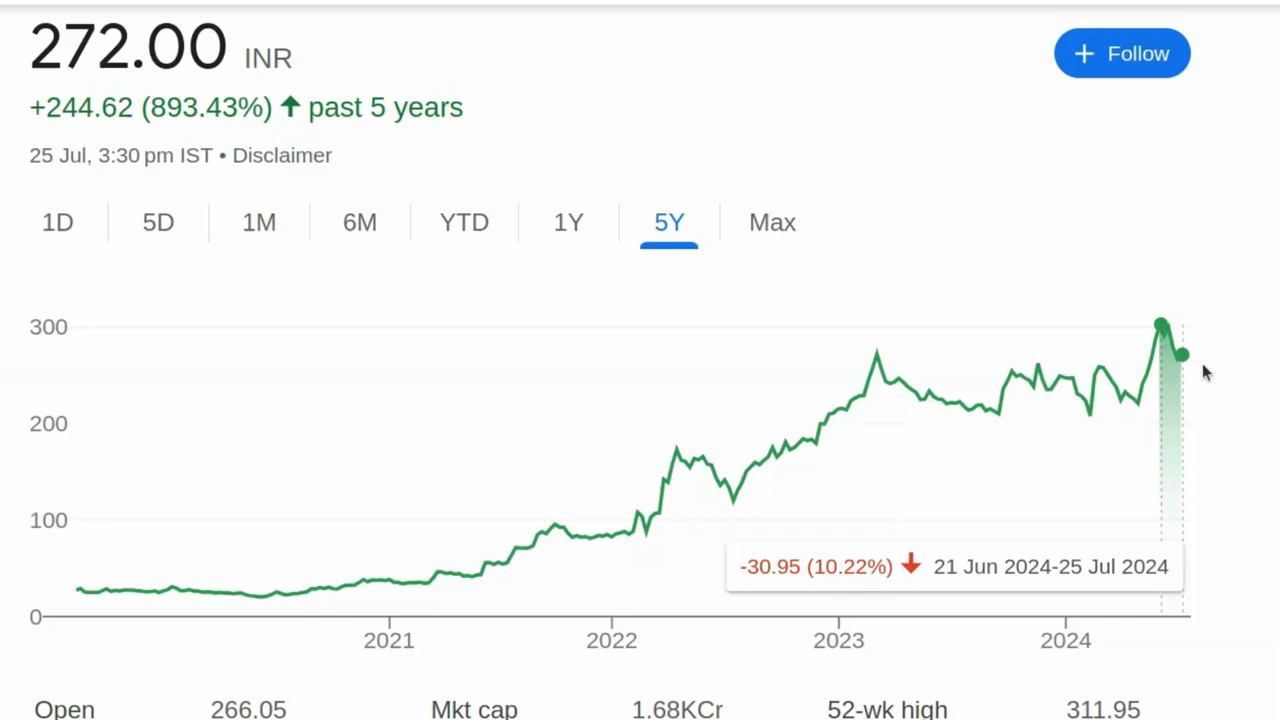 272.00 INR
+ Follow
+244.62 (893.43%) ↑ past 5 years
25 Jul, 3:30 pm IST • Disclaimer
1D 5D 1M 6M YTD 1Y 5Y Max
300
200
100
0
-30.95 (10.22%) ↓ 21 Jun 2024-25 Jul 2024
2021 2022 2023 2024
Open 266.05 Mkt cap 1.68KCr 52-wk high 311.95